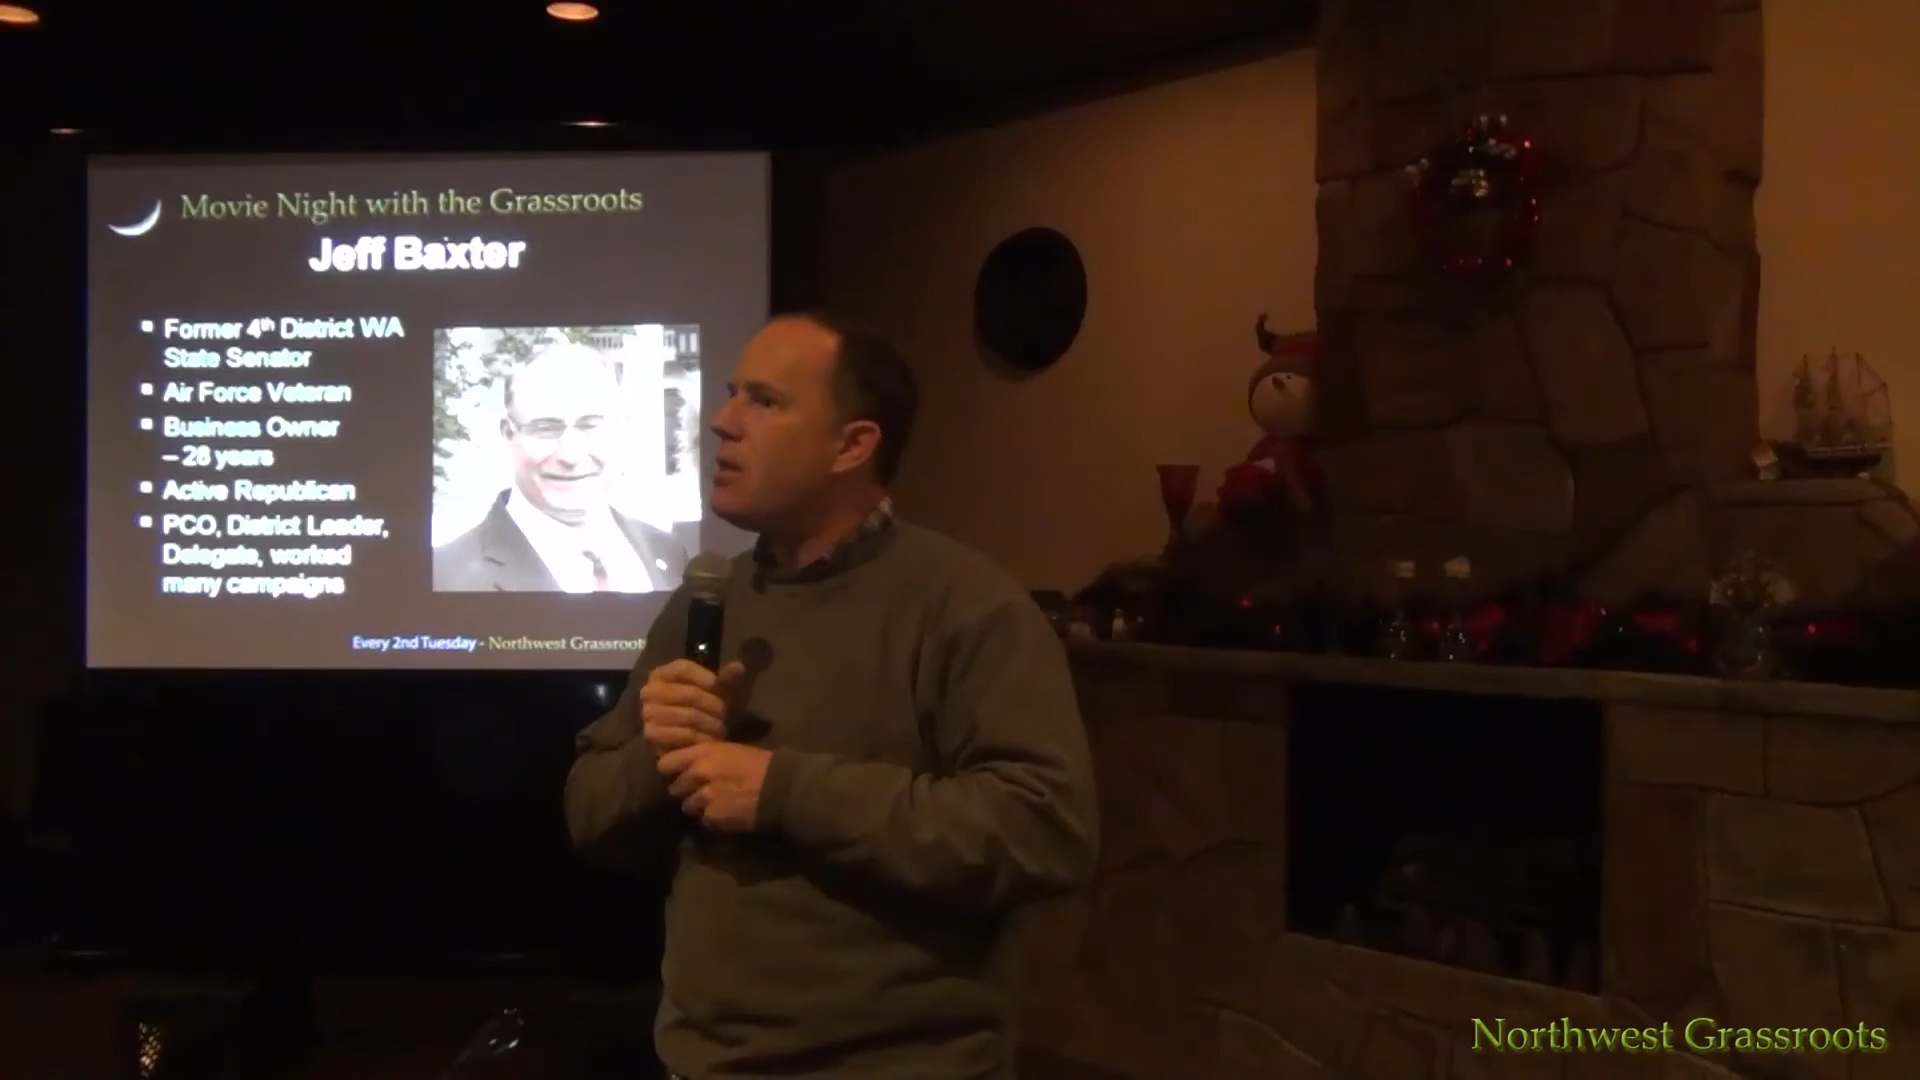 Movie Night with the Grassroots
Jeff Baxter
Former 4th District WA
State Senator
Air Force Veteran
Business Owner
– 28 years
Active Republican
PCO, District Leader,
Delegate, worked
many campaigns
Every 2nd Tuesday - Northwest Grassroots
Northwest Grassroots